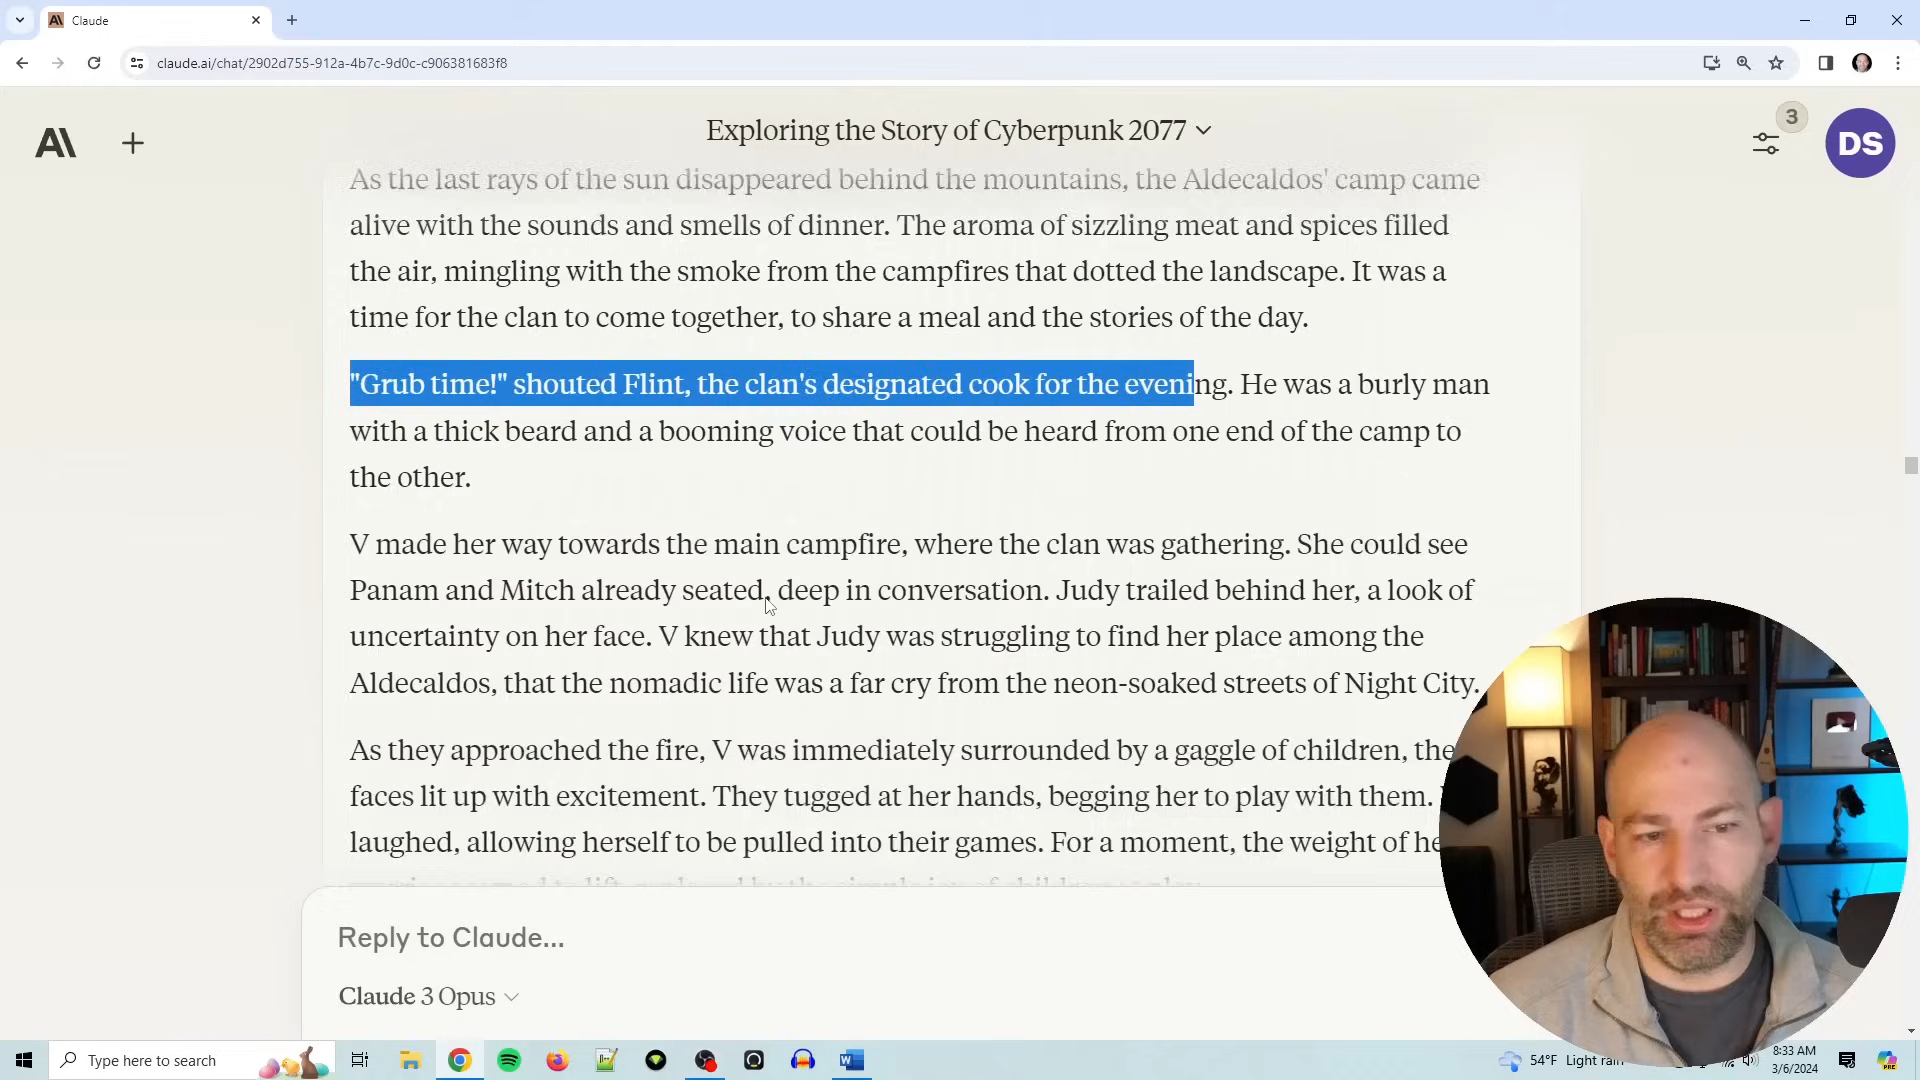 Claude
claude.ai/chat/2902d755-912a-4b7c-9d0c-c906381683f8
Exploring the Story of Cyberpunk 2077
3
DS
As the last rays of the sun disappeared behind the mountains, the Aldecaldos' camp came
alive with the sounds and smells of dinner. The aroma of sizzling meat and spices filled
the air, mingling with the smoke from the campfires that dotted the landscape. It was a
time for the clan to come together, to share a meal and the stories of the day.
"Grub time!" shouted Flint, the clan's designated cook for the evening. He was a burly man
with a thick beard and a booming voice that could be heard from one end of the camp to
the other.
V made her way towards the main campfire, where the clan was gathering. She could see
Panam and Mitch already seated, deep in conversation. Judy trailed behind her, a look of
uncertainty on her face. V knew that Judy was struggling to find her place among the
Aldecaldos, that the nomadic life was a far cry from the neon-soaked streets of Night City.
As they approached the fire, V was immediately surrounded by a gaggle of children, the
faces lit up with excitement. They tugged at her hands, begging her to play with them.
laughed, allowing herself to be pulled into their games. For a moment, the weight of he
Reply to Claude...
Claude 3 Opus
Type here to search
54°F Light rain
8:33 AM
3/6/2024